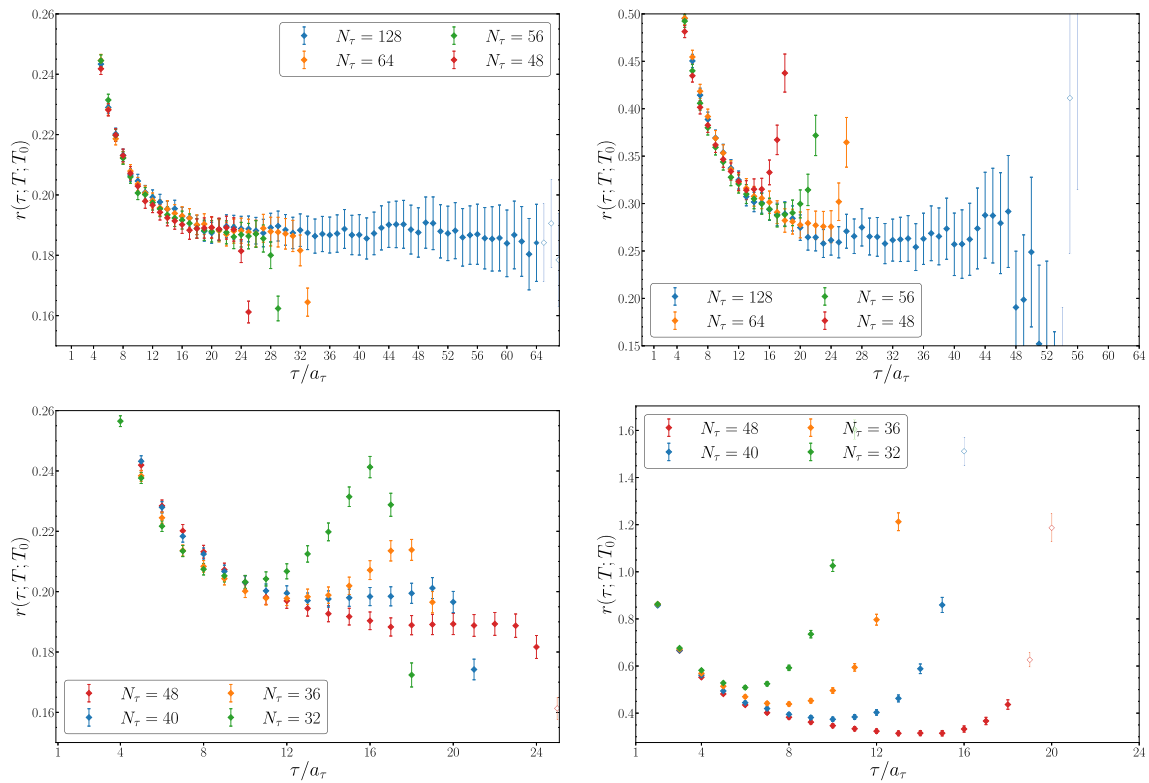 0.26
0.24
0.22
0.20
0.18
0.16
r(τ; T; T₀)
N_τ = 128
N_τ = 56
N_τ = 64
N_τ = 48
1 4 8 12 16 20 24 28 32 36 40 44 48 52 56 60 64
τ/a_τ
0.50
0.45
0.40
0.35
0.30
0.25
0.20
0.15
r(τ; T; T₀)
N_τ = 128
N_τ = 56
N_τ = 64
N_τ = 48
1 4 8 12 16 20 24 28 32 36 40 44 48 52 56 60 64
τ/a_τ
0.26
0.24
0.22
0.20
0.18
0.16
r(τ; T; T₀)
N_τ = 48
N_τ = 36
N_τ = 40
N_τ = 32
1 4 8 12 16 20 24
τ/a_τ
1.6
1.4
1.2
1.0
0.8
0.6
0.4
r(τ; T; T₀)
N_τ = 48
N_τ = 36
N_τ = 40
N_τ = 32
1 4 8 12 16 20 24
τ/a_τ